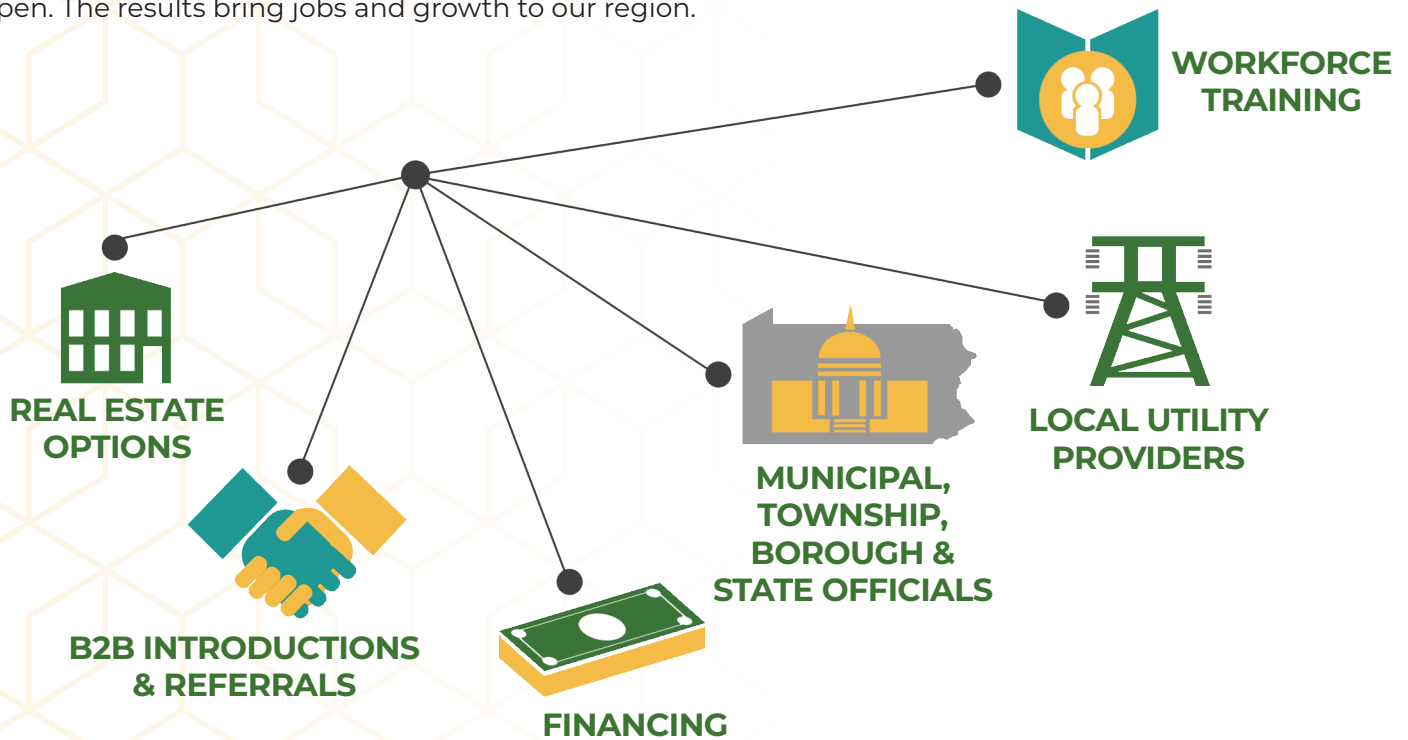 pen. The results bring jobs and growth to our region.
WORKFORCE
TRAINING
REAL ESTATE
OPTIONS
LOCAL UTILITY
PROVIDERS
MUNICIPAL,
TOWNSHIP,
BOROUGH &
STATE OFFICIALS
B2B INTRODUCTIONS
& REFERRALS
FINANCING